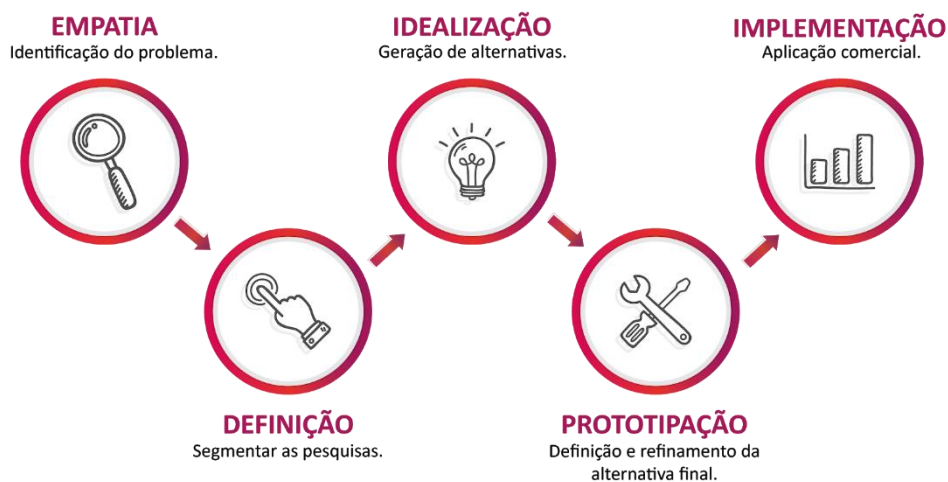 EMPATIA
Identificação do problema.
DEFINIÇÃO
Segmentar as pesquisas.
IDEALIZAÇÃO
Geração de alternativas.
PROTOTIPAÇÃO
Definição e refinamento da
alternativa final.
IMPLEMENTAÇÃO
Aplicação comercial.